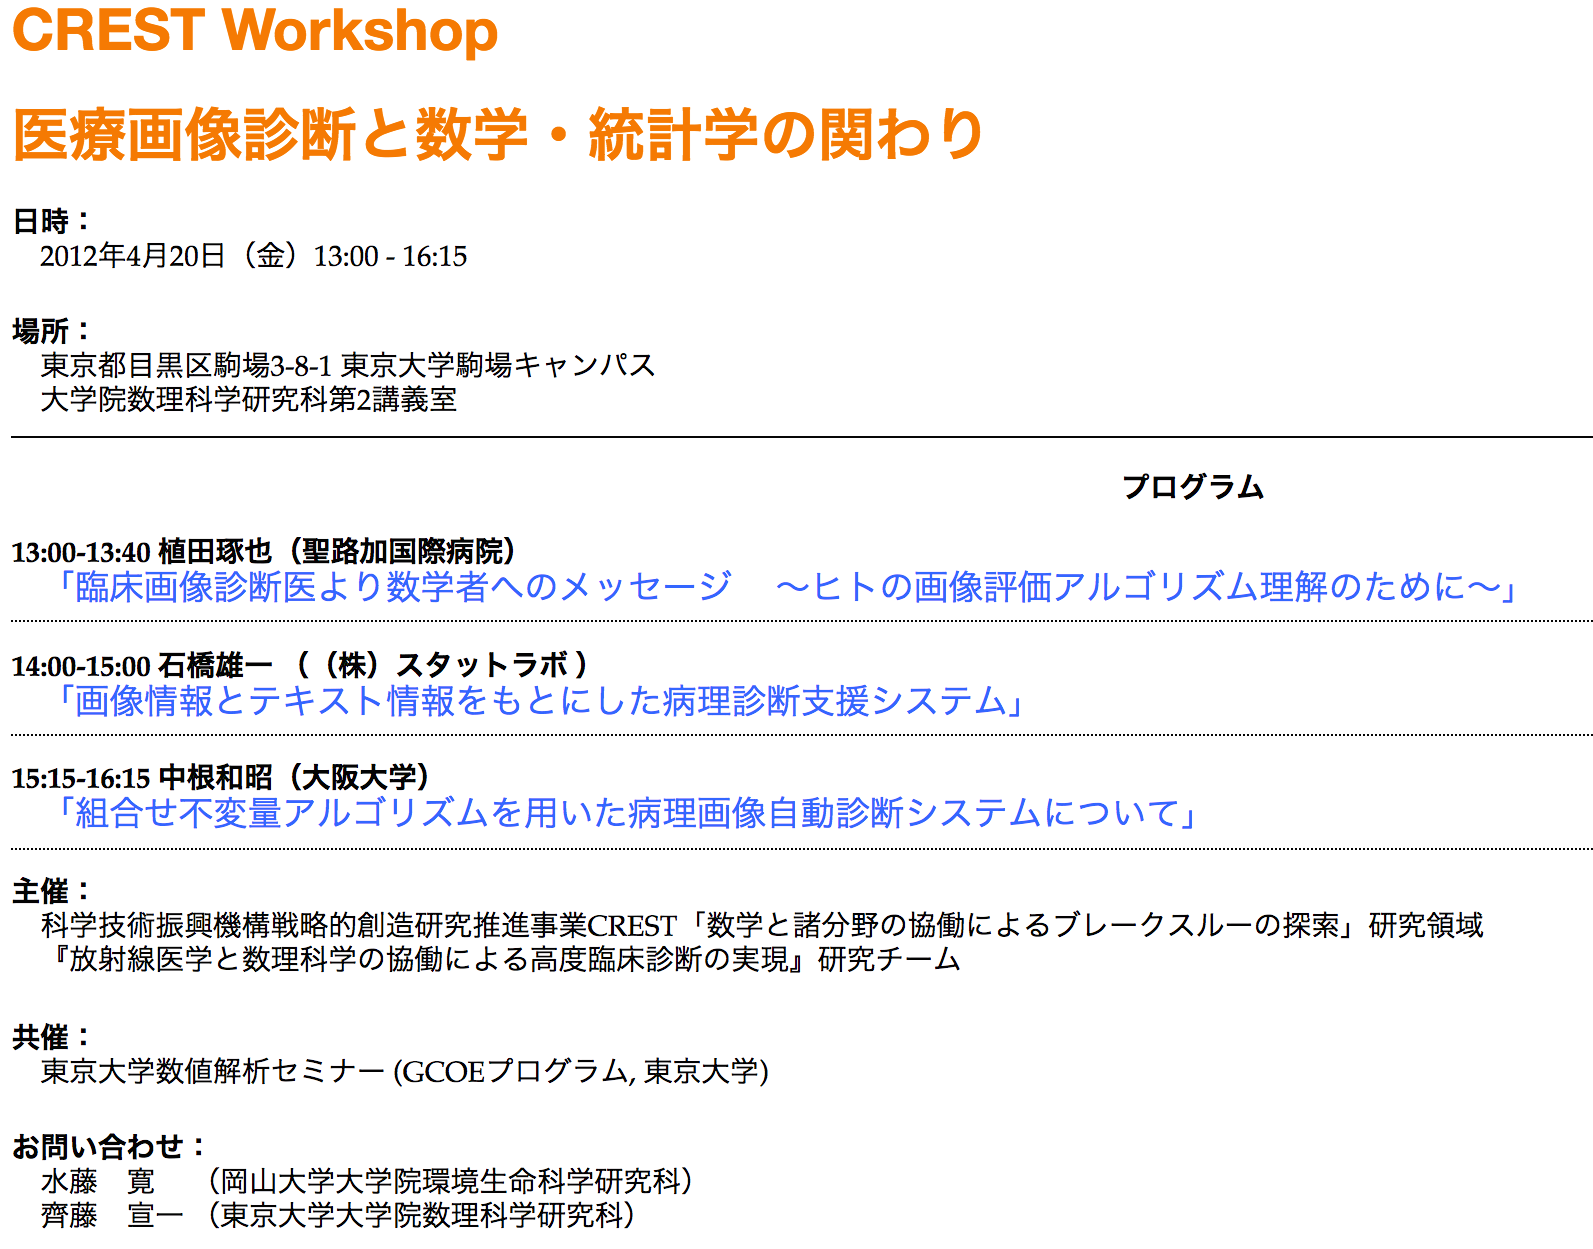 CREST Workshop
医療画像診断と数学・統計学の関わり
日時：
2012年4月20日（金）13:00 - 16:15
場所：
東京都目黒区駒場3-8-1 東京大学駒場キャンパス
大学院数理科学研究科第2講義室
プログラム
13:00-13:40 植田琢也（聖路加国際病院）
「臨床画像診断医より数学者へのメッセージ　～ヒトの画像評価アルゴリズム理解のために～」
14:00-15:00 石橋雄一 （（株）スタットラボ ）
「画像情報とテキスト情報をもとにした病理診断支援システム」
15:15-16:15 中根和昭（大阪大学）
「組合せ不変量アルゴリズムを用いた病理画像自動診断システムについて」
主催：
科学技術振興機構戦略的創造研究推進事業CREST「数学と諸分野の協働によるブレークスルーの探索」研究領域
『放射線医学と数理科学の協働による高度臨床診断の実現』研究チーム
共催：
東京大学数値解析セミナー (GCOEプログラム, 東京大学)
お問い合わせ：
水藤　寛　（岡山大学大学院環境生命科学研究科）
齊藤　宣一 （東京大学大学院数理科学研究科）